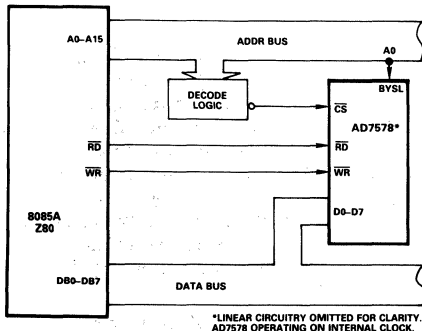 A0–A15
ADDR BUS
A0
BYSL
DECODE
LOGIC
CS
AD7578*
RD
RD
WR
WR
8085A
Z80
D0–D7
DB0–DB7
DATA BUS
*LINEAR CIRCUITRY OMITTED FOR CLARITY.
AD7578 OPERATING ON INTERNAL CLOCK.